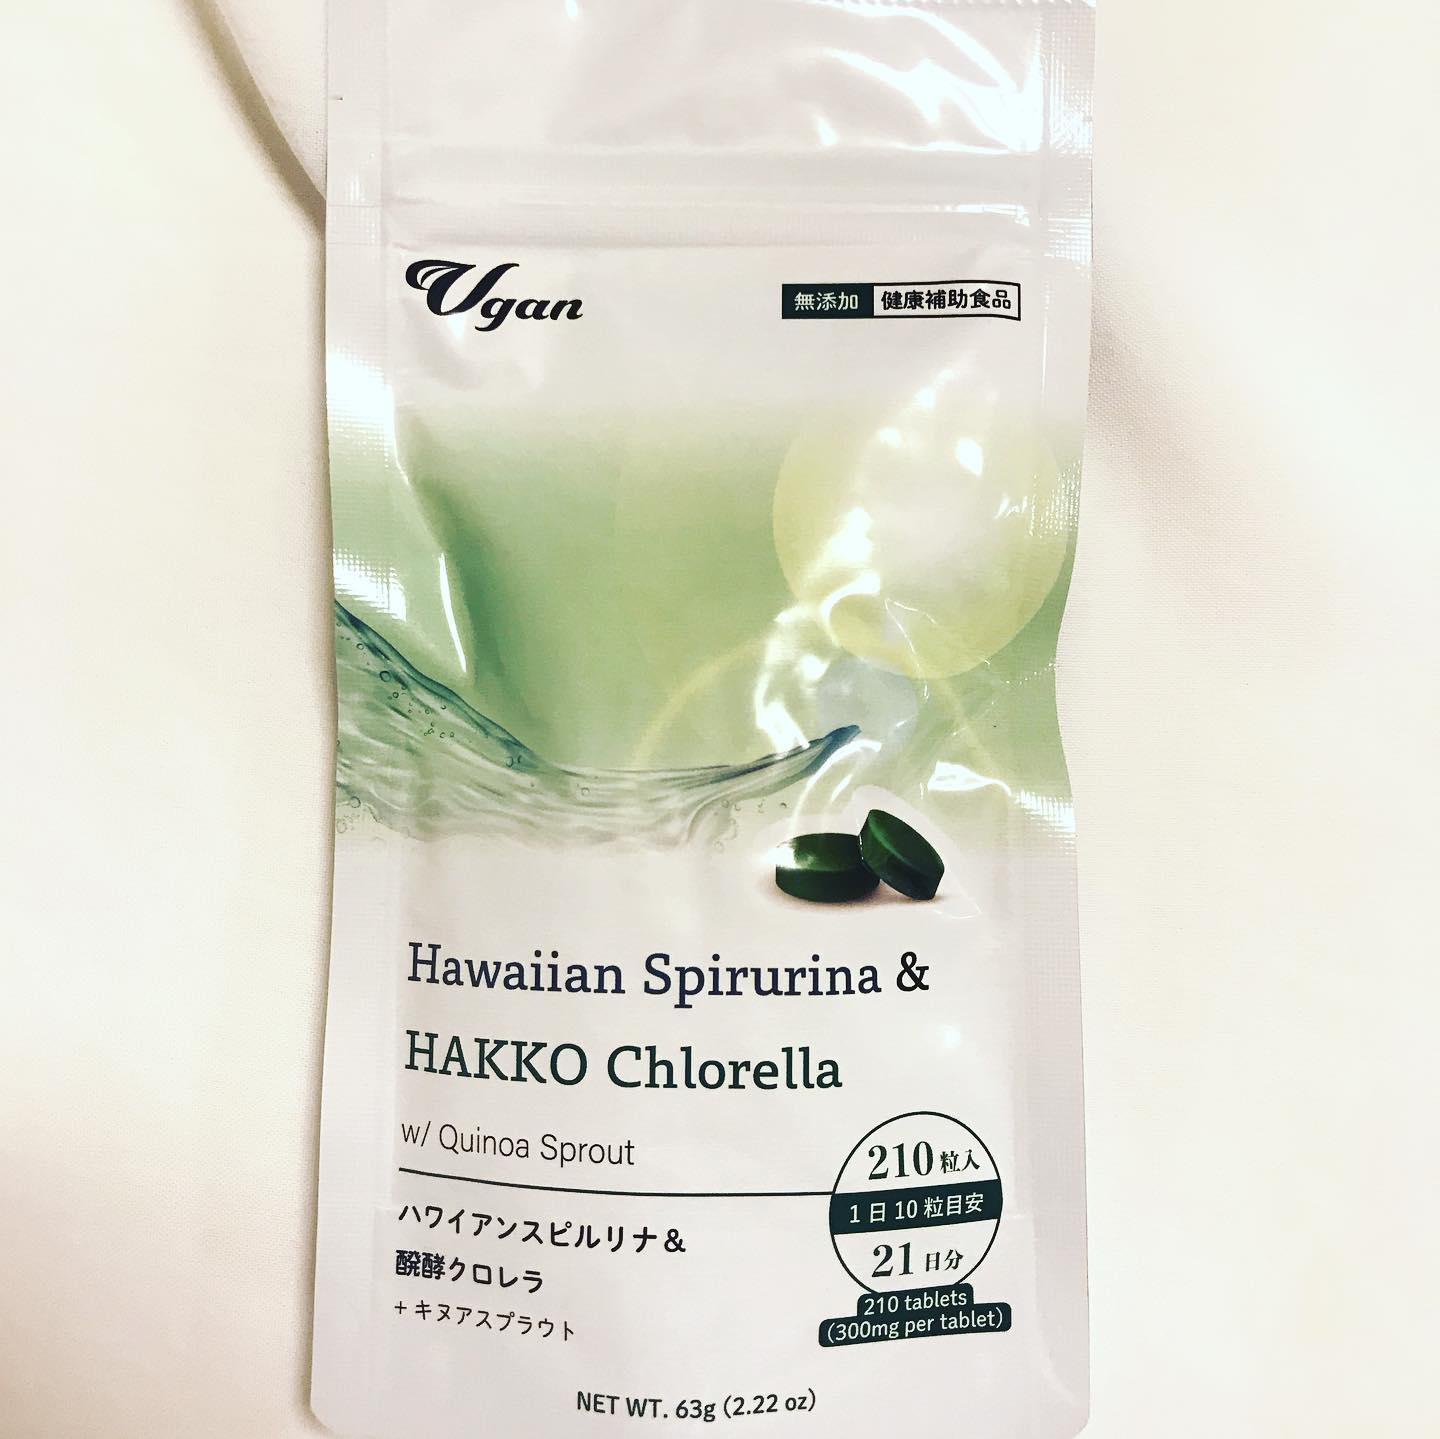 Vgan
無添加 健康補助食品
Hawaiian Spirurina &
HAKKO Chlorella
w/ Quinoa Sprout
ハワイアンスピルリナ&
醗酵クロレラ
+ キヌアスプラウト
210粒入
1日10粒目安
21日分
210 tablets
(300mg per tablet)
NET WT. 63g (2.22 oz)